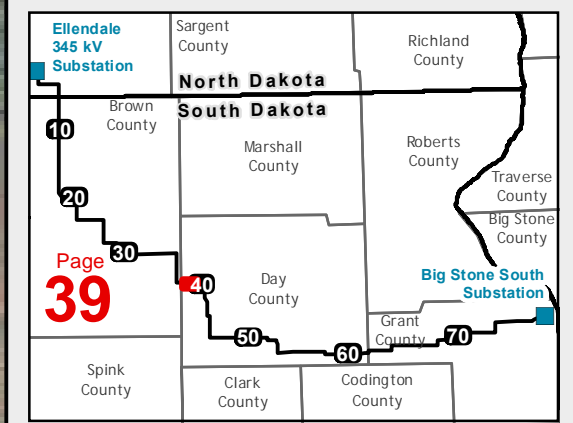 Ellendale
345 kV
Substation
Sargent
County
Richland
County
North Dakota
South Dakota
Brown
County
10
Marshall
County
Roberts
County
Traverse
County
20
Big Stone
County
30
Page
39
40
Day
County
Big Stone South
Substation
50
60
70
Grant
County
Spink
County
Clark
County
Codington
County